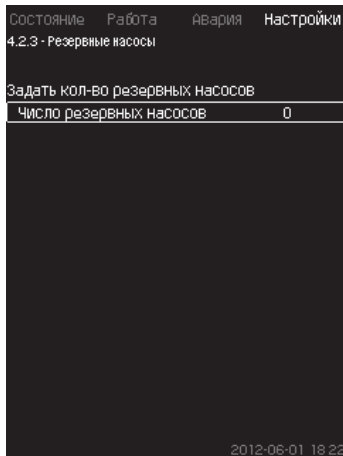 Состояние Работа Авария Настройки
4.2.3 - Резервные насосы
Задать кол-во резервных насосов
Число резервных насосов 0
2012-06-01 18:22